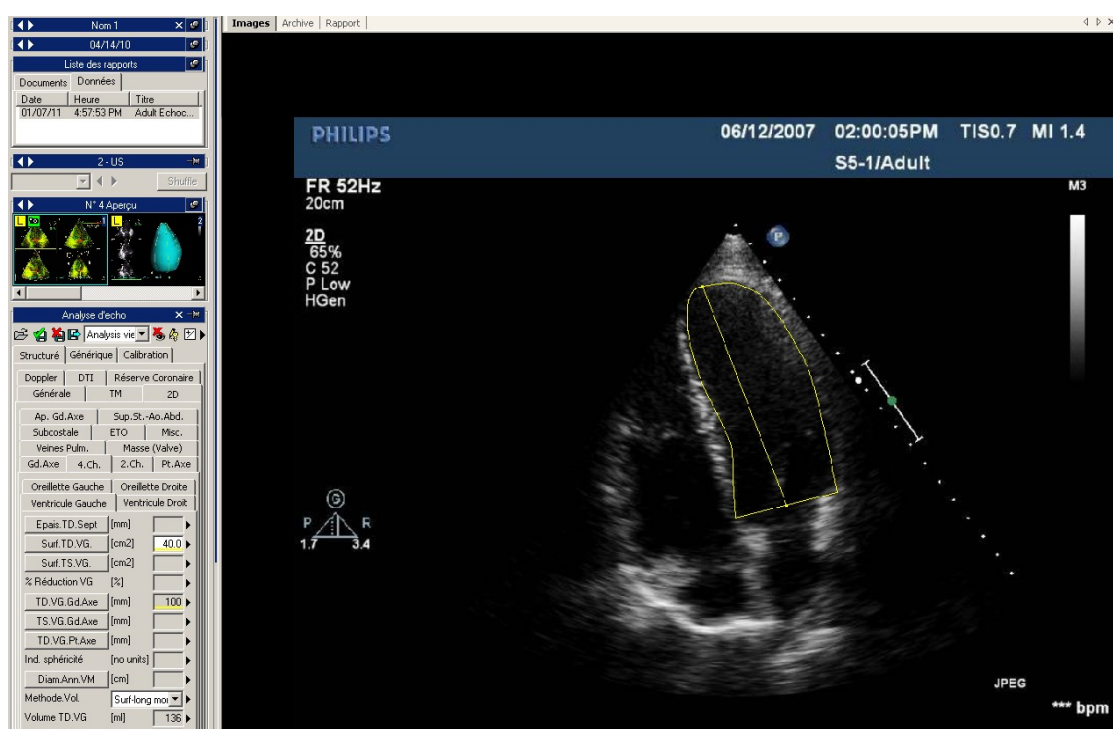 Nom 1
04/14/10
Liste des rapports
Documents Données
Date Heure Titre
01/07/11 4:57:53 PM Adult Echoc...
2 - US
Shuffle
N° 4 Aperçu
L 1 L 2
Analyse d'echo
Analysis vie
Structuré Générique Calibration
Doppler DTI Réserve Coronaire
Générale TM 2D
Ap. Gd.Axe Sup.St.-Ao.Abd.
Subcostale ETO Misc.
Veines Pulm. Masse (Valve)
Gd.Axe 4.Ch. 2.Ch. Pt.Axe
Oreillette Gauche Oreillette Droite
Ventricule Gauche Ventricule Droit
Epais.TD.Sept [mm]
Surf.TD.VG. [cm2] 40.0
Surf.TS.VG. [cm2]
% Réduction VG [%]
TD.VG.Gd.Axe [mm] 100
TS.VG.Gd.Axe [mm]
TD.VG.Pt.Axe [mm]
Ind. sphéricité [no units]
Diam.Ann.VM [cm]
Methode.Vol. Surf-long mon
Volume TD.VG [ml] 136
Images Archive Rapport
PHILIPS 06/12/2007 02:00:05PM TIS0.7 MI 1.4
S5-1/Adult
FR 52Hz M3
20cm
2D
65%
C 52
P Low
HGen
P
G
P R
1.7 3.4
JPEG
*** bpm